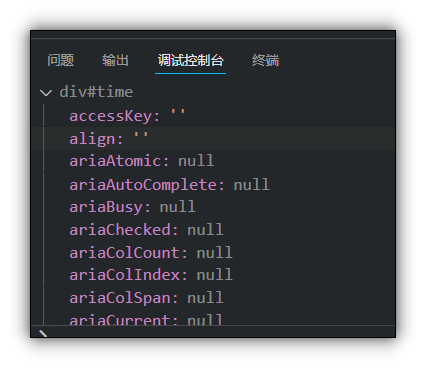 问题 输出 调试控制台 终端
div#time
accessKey: ''
align: ''
ariaAtomic: null
ariaAutoComplete: null
ariaBusy: null
ariaChecked: null
ariaColCount: null
ariaColIndex: null
ariaColSpan: null
ariaCurrent: null